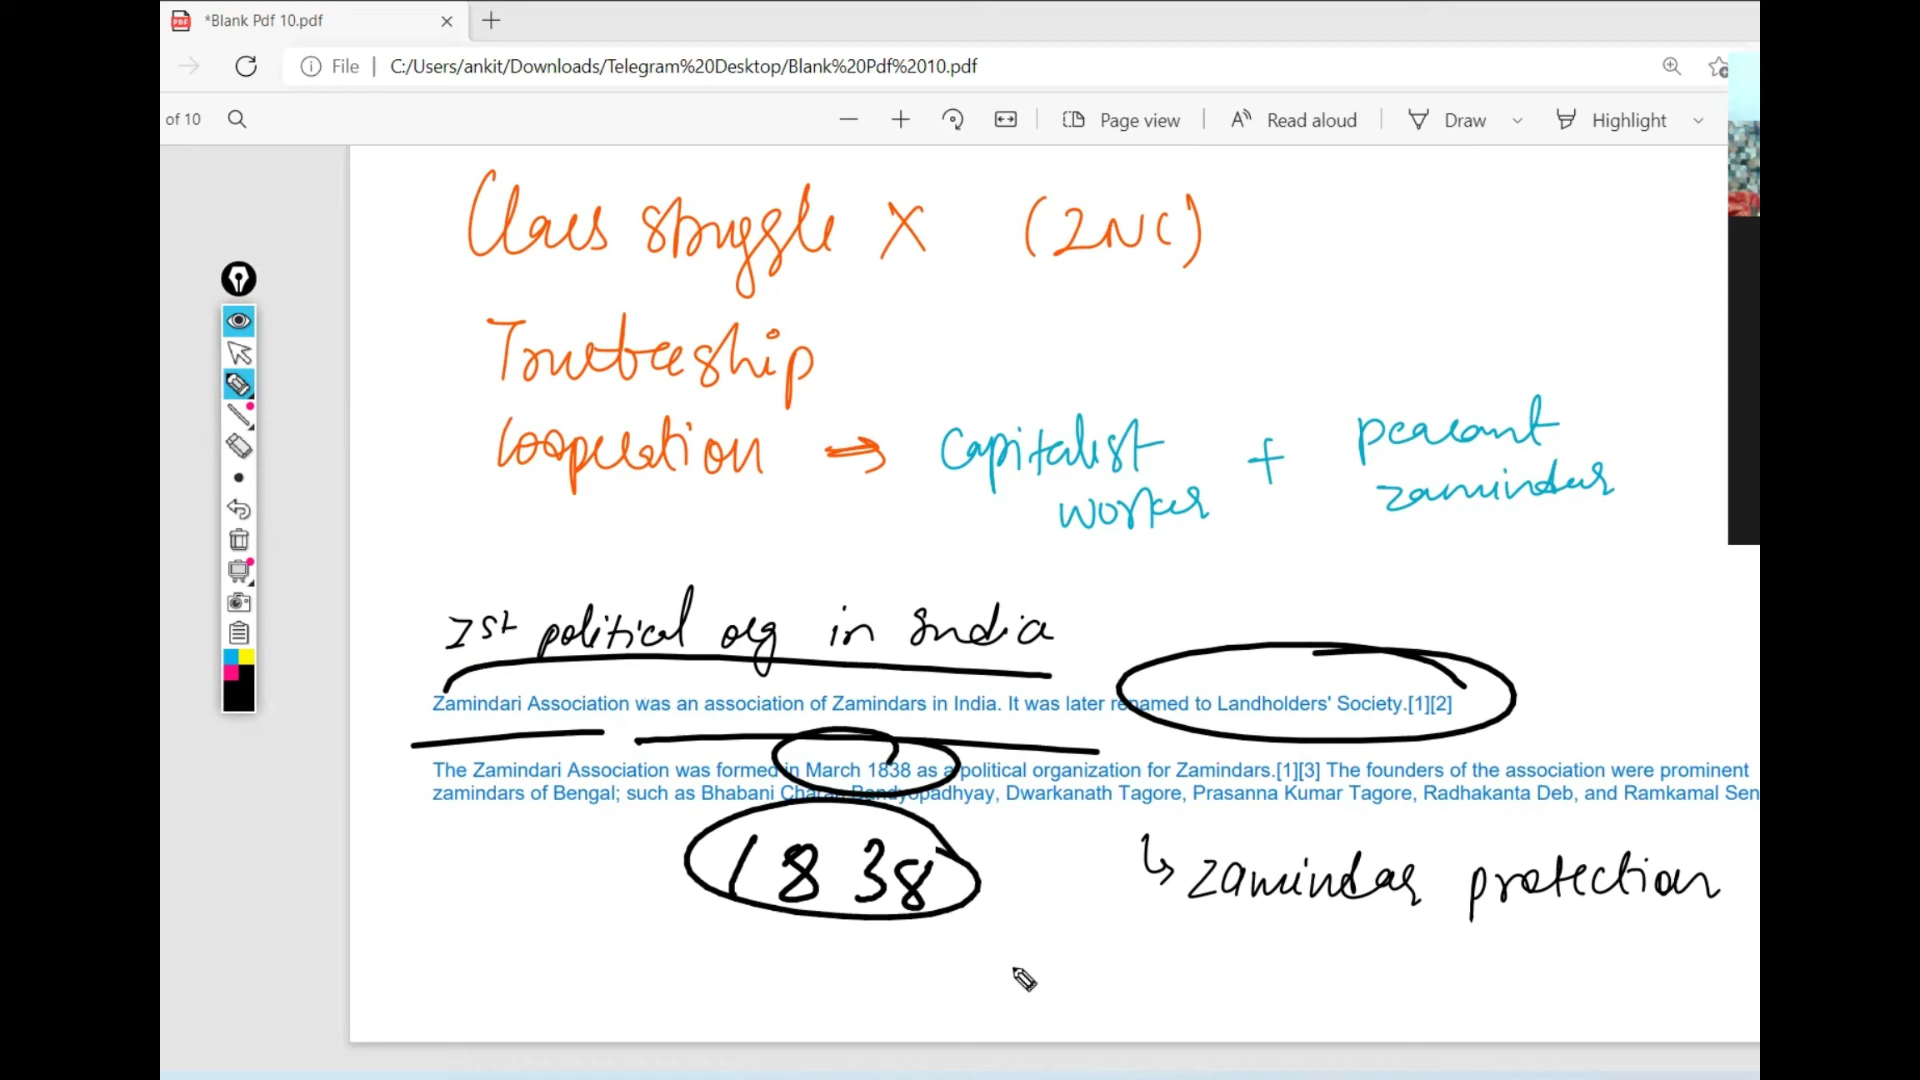 *Blank Pdf 10.pdf
File | C:/Users/ankit/Downloads/Telegram%20Desktop/Blank%20Pdf%2010.pdf
of 10 Page view Read aloud Draw Highlight
Class struggle X (INC)
Trusteeship
Cooperation ⇒ Capitalist + peasant
worker zamindar
1st political org in India
Zamindari Association was an association of Zamindars in India. It was later renamed to Landholders' Society.[1][2]
The Zamindari Association was formed in March 1838 as a political organization for Zamindars.[1][3] The founders of the association were prominent
zamindars of Bengal; such as Bhabani Charan Bandyopadhyay, Dwarkanath Tagore, Prasanna Kumar Tagore, Radhakanta Deb, and Ramkamal Sen
1838 ↳ zamindar protection